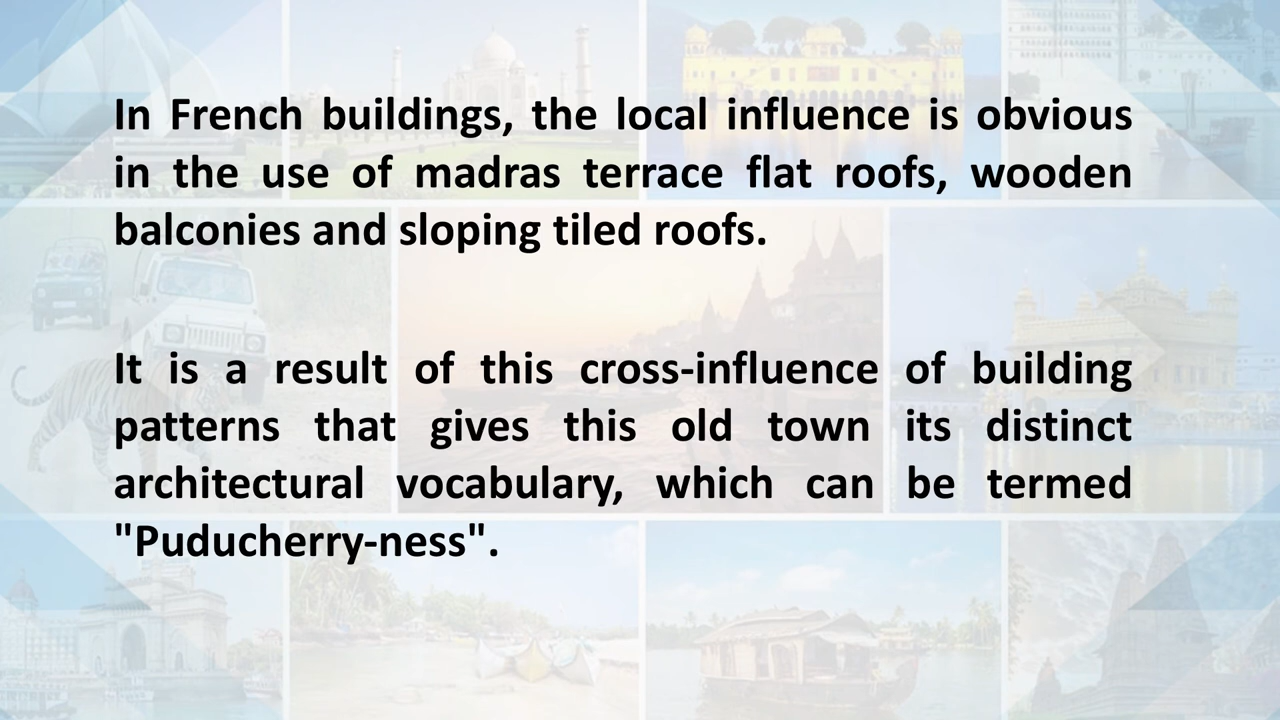 In French buildings, the local influence is obvious
in the use of madras terrace flat roofs, wooden
balconies and sloping tiled roofs.
It is a result of this cross-influence of building
patterns that gives this old town its distinct
architectural vocabulary, which can be termed
"Puducherry-ness".